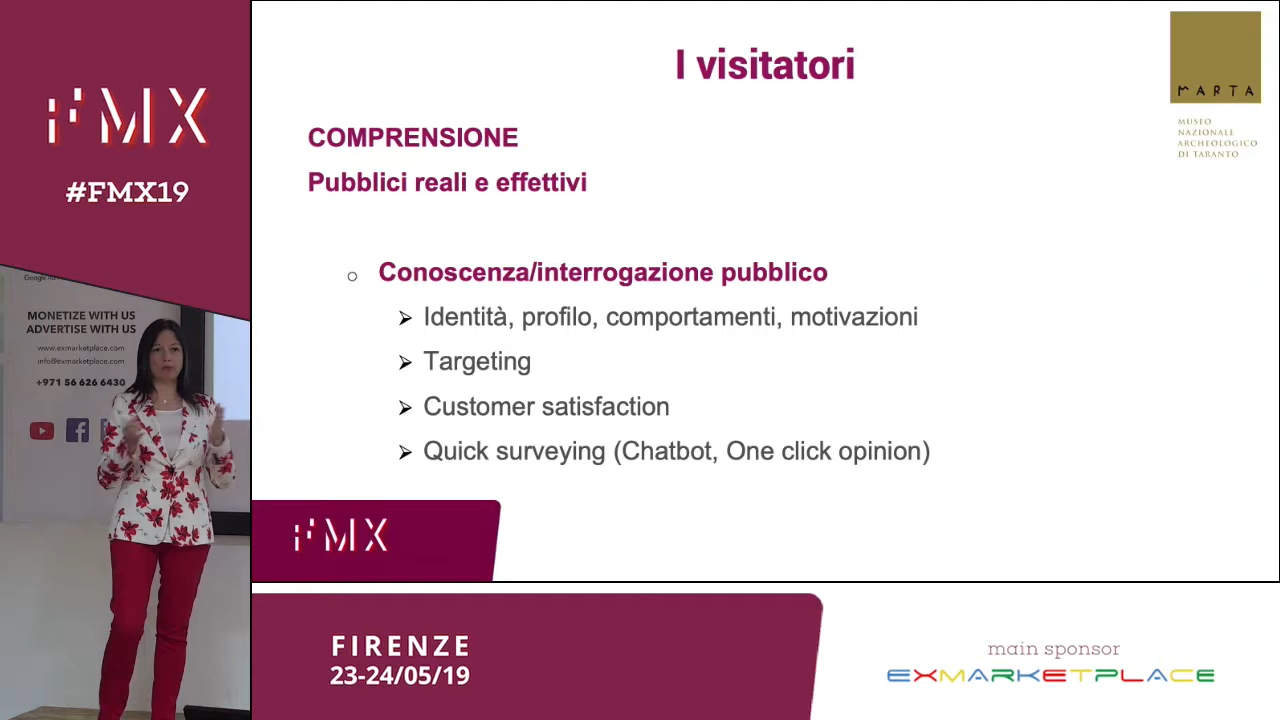 FMX
#FMX19
Google
MONETIZE WITH US
ADVERTISE WITH US
www.exmarketplace.com
info@exmarketplace.com
+971 56 626 6430
I visitatori
MARTA
MUSEO
NAZIONALE
ARCHEOLOGICO
DI TARANTO
COMPRENSIONE
Pubblici reali e effettivi
Conoscenza/interrogazione pubblico
Identità, profilo, comportamenti, motivazioni
Targeting
Customer satisfaction
Quick surveying (Chatbot, One click opinion)
FMX
FIRENZE
23-24/05/19
main sponsor
EXMARKETPLACE